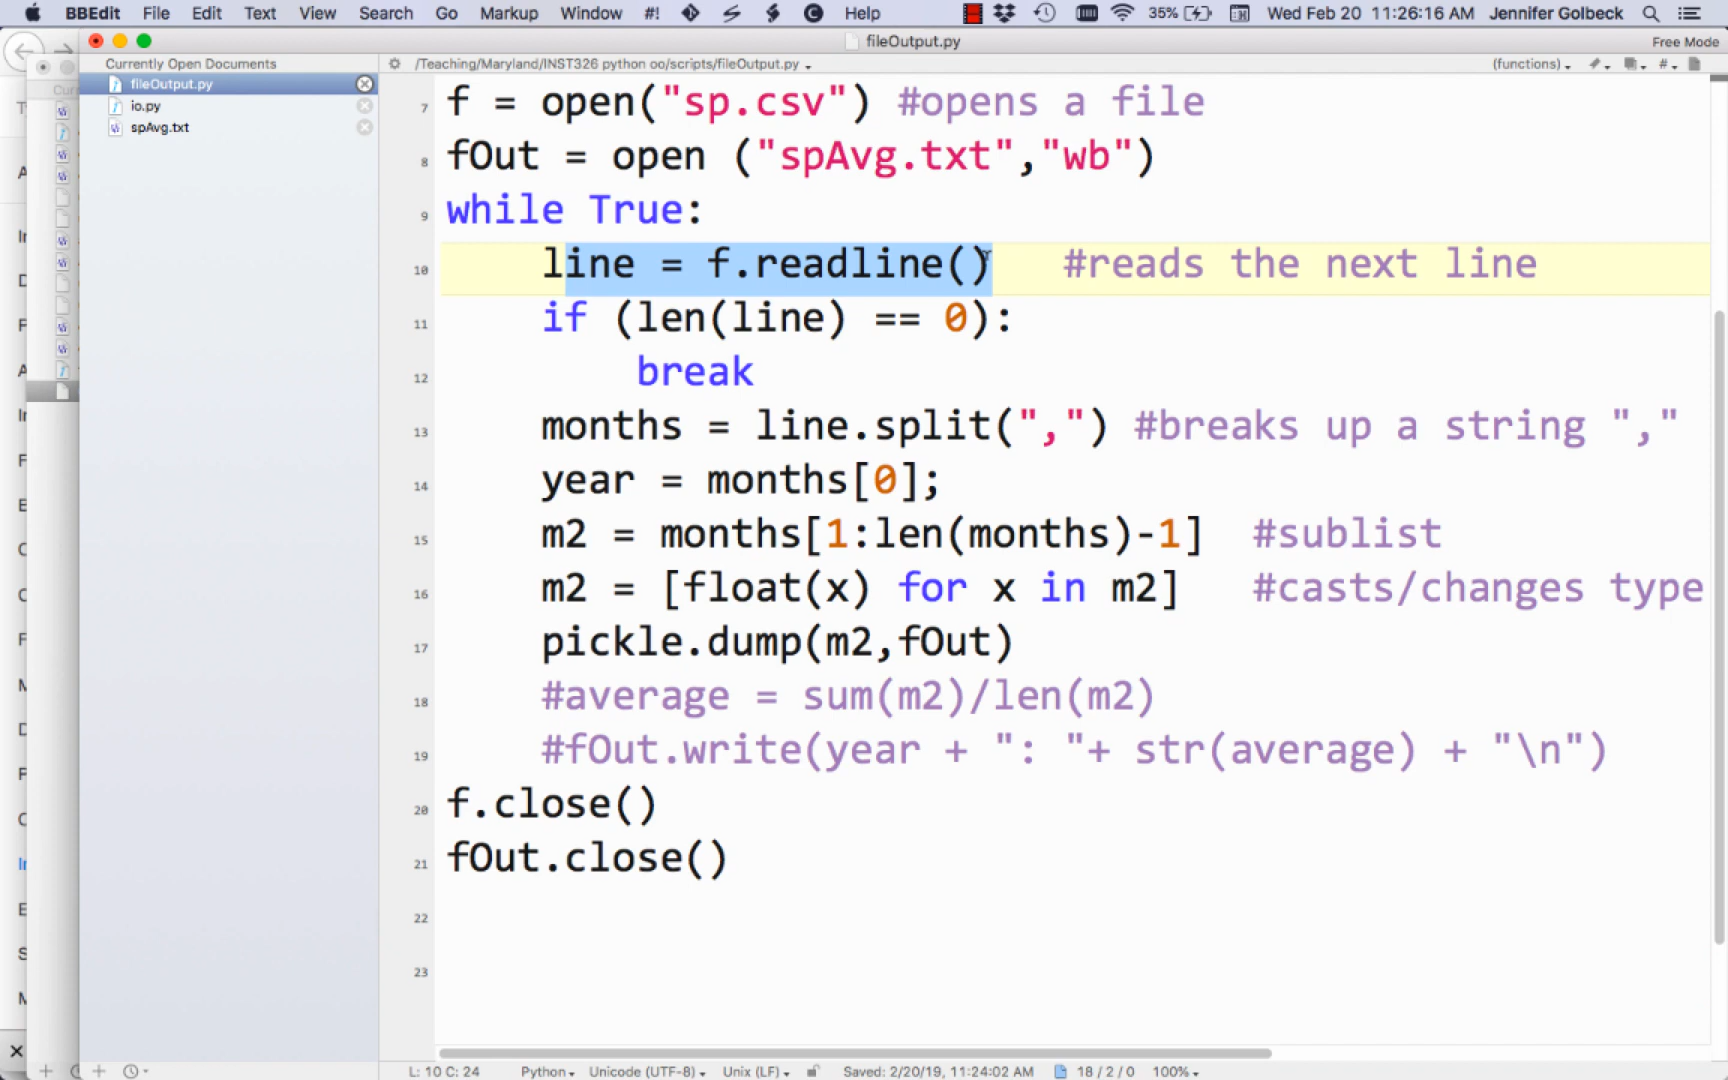 BBEdit File Edit Text View Search Go Markup Window #! Help 35% Wed Feb 20 11:26:16 AM Jennifer Golbeck
fileOutput.py
Free Mode
Currently Open Documents
/Teaching/Maryland/INST326 python oo/scripts/fileOutput.py
(functions)
fileOutput.py
io.py
spAvg.txt
7 f = open("sp.csv") #opens a file
8 fOut = open ("spAvg.txt","wb")
9 while True:
10 line = f.readline() #reads the next line
11 if (len(line) == 0):
12 break
13 months = line.split(",") #breaks up a string ","
14 year = months[0];
15 m2 = months[1:len(months)-1] #sublist
16 m2 = [float(x) for x in m2] #casts/changes type
17 pickle.dump(m2,fOut)
18 #average = sum(m2)/len(m2)
19 #fOut.write(year + ": "+ str(average) + "\n")
20 f.close()
21 fOut.close()
22
23
L: 10 C: 24 Python Unicode (UTF-8) Unix (LF) Saved: 2/20/19, 11:24:02 AM 18 / 2 / 0 100%